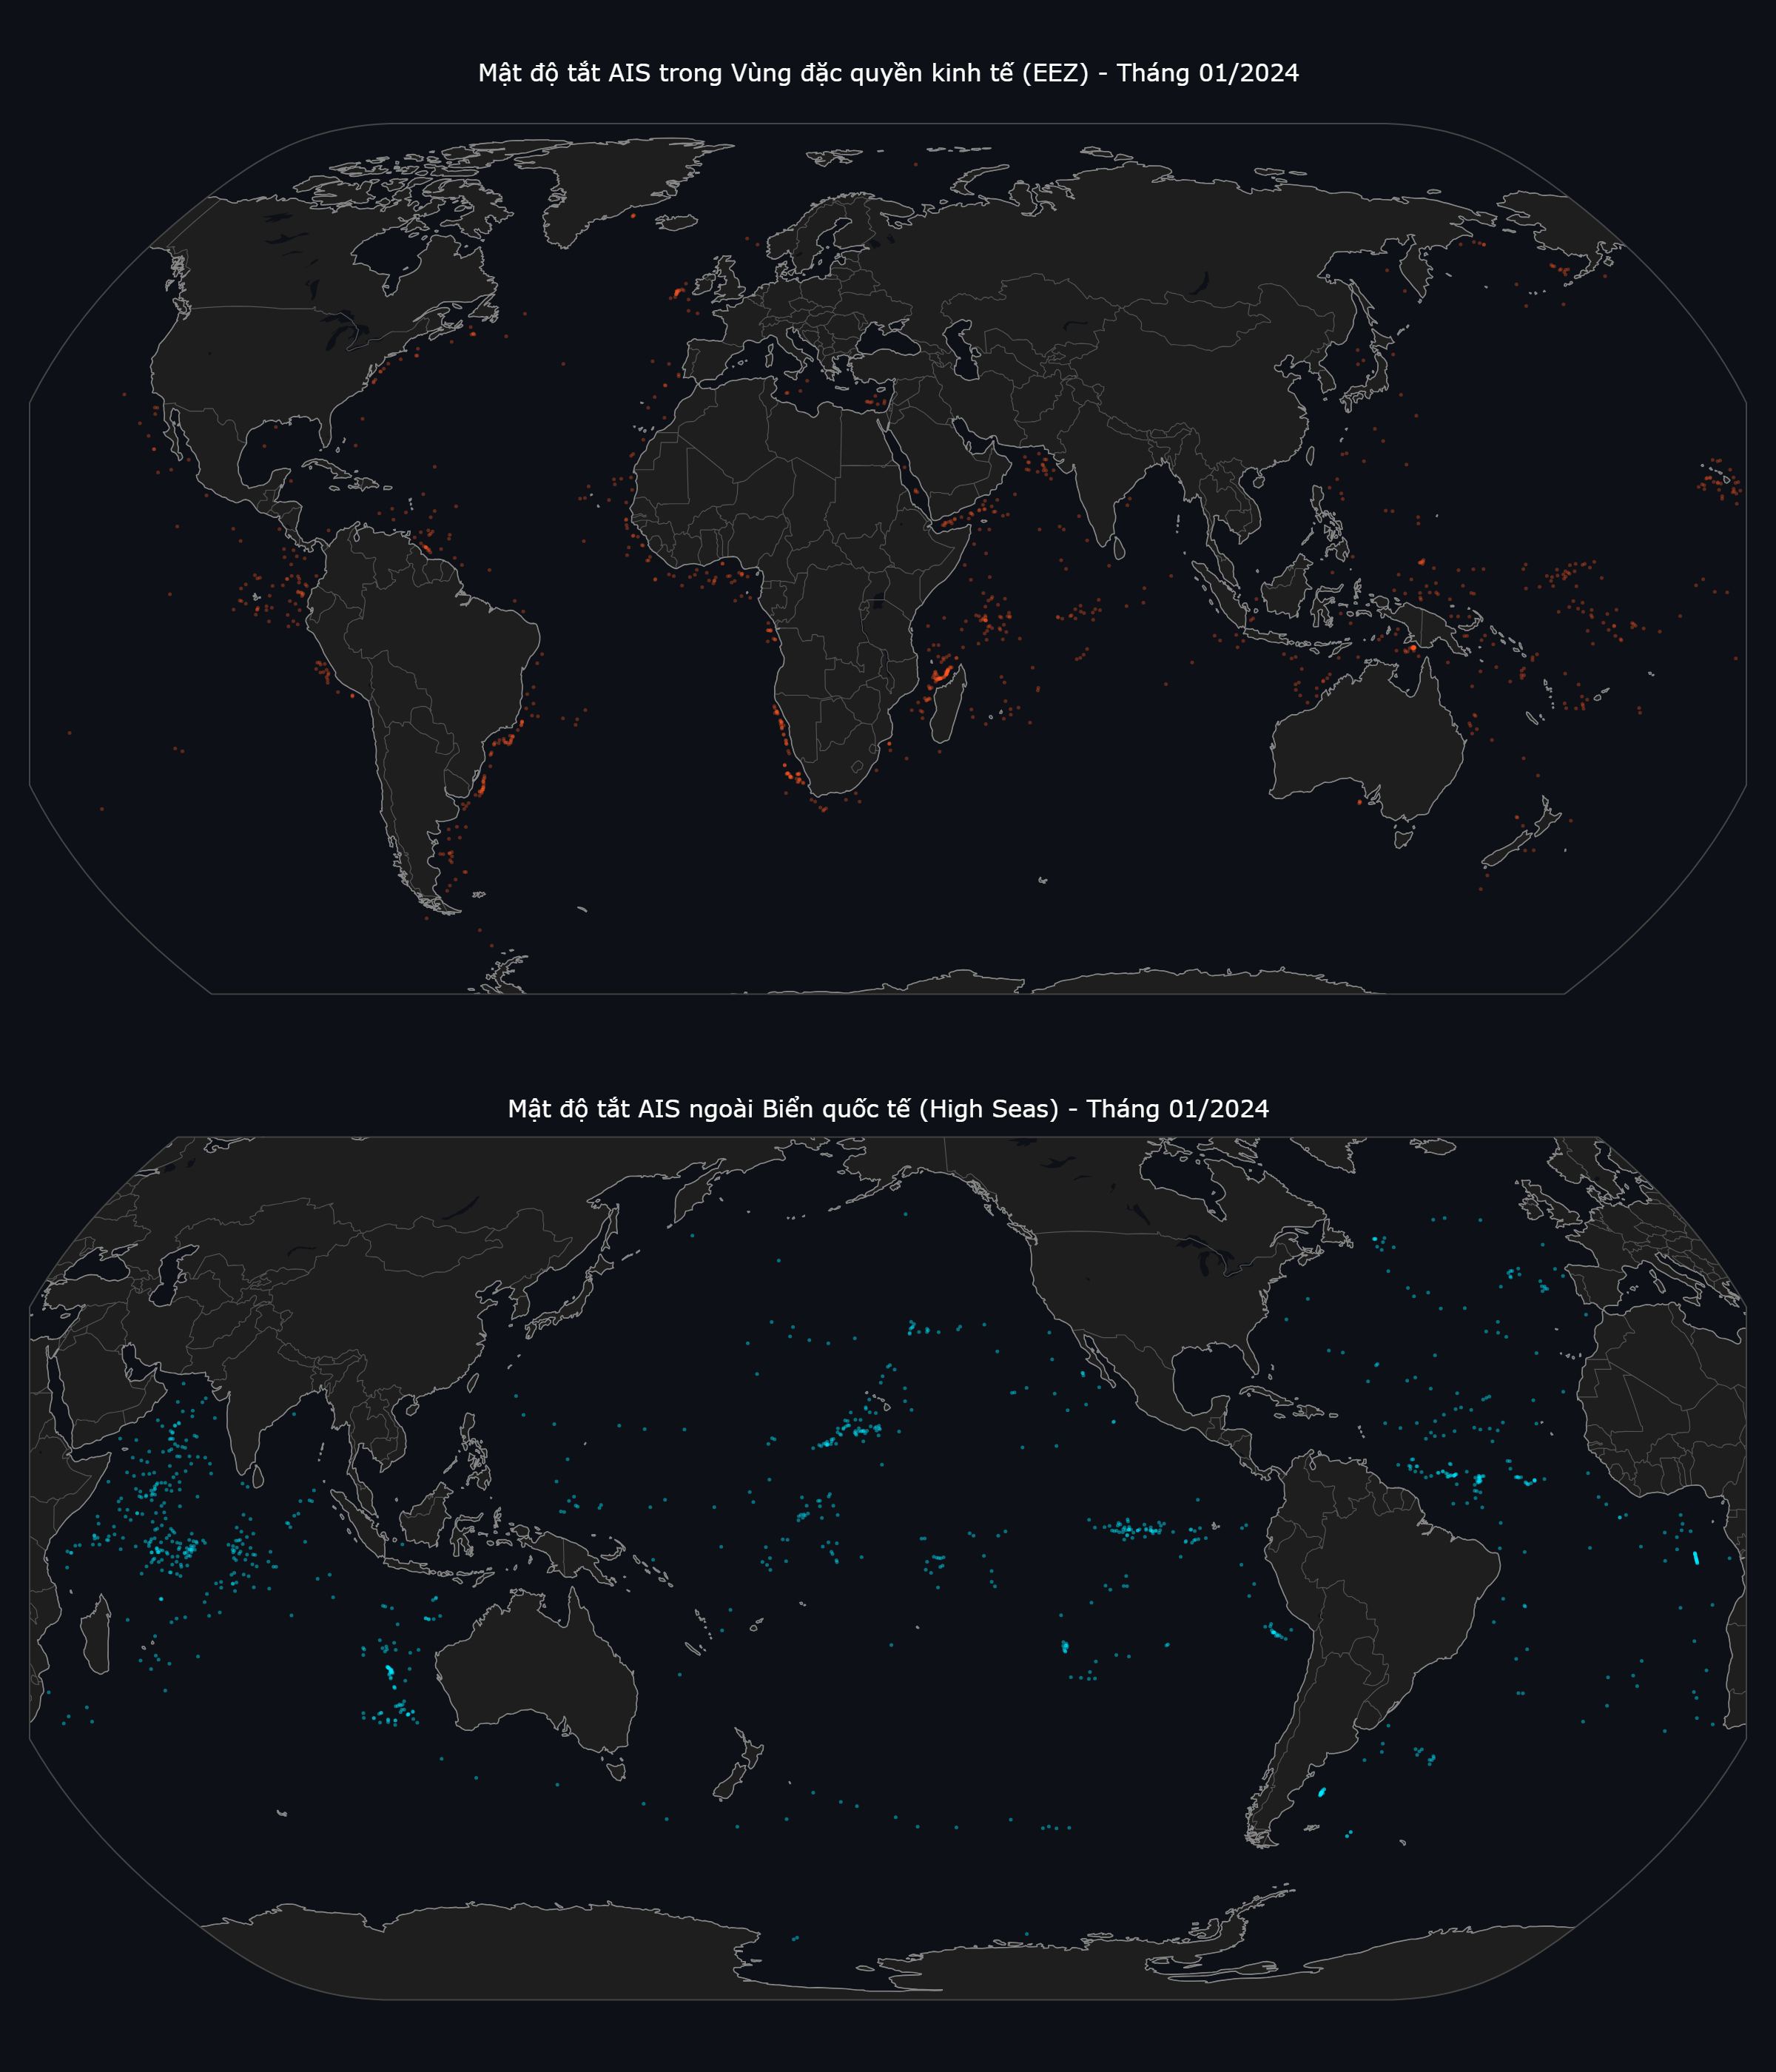 Mật độ tắt AIS trong Vùng đặc quyền kinh tế (EEZ) - Tháng 01/2024
Mật độ tắt AIS ngoài Biển quốc tế (High Seas) - Tháng 01/2024